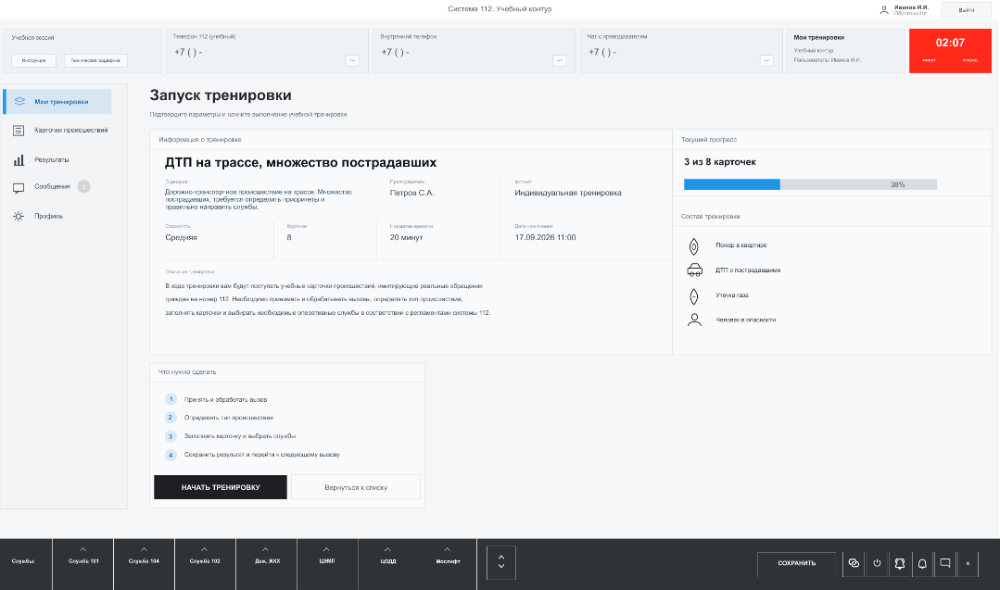 Система 112. Учебный контур
Иванов И.И.
Обучающийся
Выйти
Учебная сессия
Инструкция
Техническая поддержка
Телефон 112 (учебный)
+7 ( ) -
...
Внутренний телефон
+7 ( ) -
...
Чат с преподавателем
+7 ( ) -
...
Мои тренировки
Учебный контур
Пользователь: Иванов И.И.
02:07
минут
секунд
Мои тренировки
Карточки происшествий
Результаты
Сообщения 2
Профиль
Запуск тренировки
Подтвердите параметры и начните выполнение учебной тренировки
Информация о тренировке
ДТП на трассе, множество пострадавших
Сценарий
Дорожно-транспортное происшествие на трассе. Множество
пострадавших, требуется определить приоритеты и
правильно направить службы.
Преподаватель
Петров С.А.
Формат
Индивидуальная тренировка
Сложность
Средняя
Карточек
8
Норматив времени
20 минут
Дата назначения
17.09.2026 11:00
Описание тренировки
В ходе тренировки вам будут поступать учебные карточки происшествий, имитирующие реальные обращения
граждан на номер 112. Необходимо принимать и обрабатывать вызовы, определять тип происшествия,
заполнять карточки и выбирать необходимые оперативные службы в соответствии с регламентами системы 112.
Текущий прогресс
3 из 8 карточек
38%
Состав тренировки
Пожар в квартире
ДТП с пострадавшими
Утечка газа
Человек в опасности
Что нужно сделать
1 Принять и обработать вызов
2 Определить тип происшествия
3 Заполнить карточку и выбрать службы
4 Сохранить результат и перейти к следующему вызову
НАЧАТЬ ТРЕНИРОВКУ
Вернуться к списку
Службы:
Служба 101
Служба 104
Служба 102
Деж. ЖКХ
ЦЭМП
ЦОДД
Мослифт
СОХРАНИТЬ
x